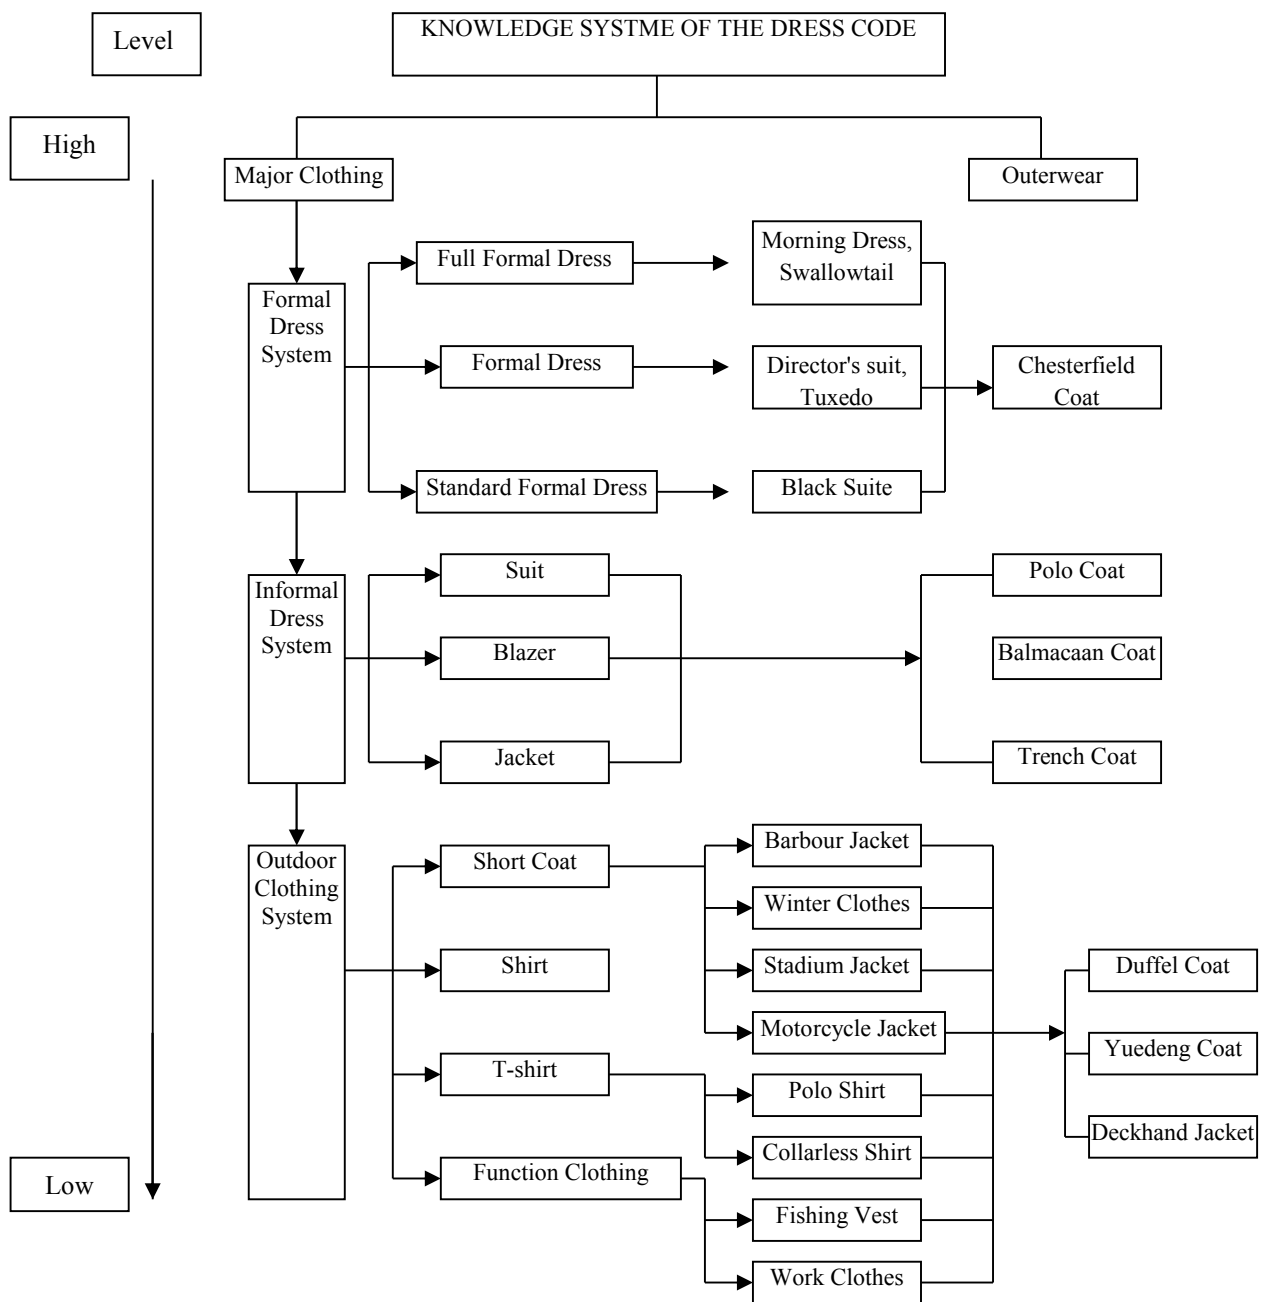 Level
KNOWLEDGE SYSTME OF THE DRESS CODE
High
Major Clothing
Outerwear
Full Formal Dress
Morning Dress,
Swallowtail
Formal
Dress
System
Formal Dress
Director's suit,
Tuxedo
Chesterfield
Coat
Standard Formal Dress
Black Suite
Informal
Dress
System
Suit
Polo Coat
Blazer
Balmacaan Coat
Jacket
Trench Coat
Outdoor
Clothing
System
Short Coat
Barbour Jacket
Winter Clothes
Shirt
Stadium Jacket
Duffel Coat
Motorcycle Jacket
Yuedeng Coat
T-shirt
Polo Shirt
Deckhand Jacket
Collarless Shirt
Low
Function Clothing
Fishing Vest
Work Clothes